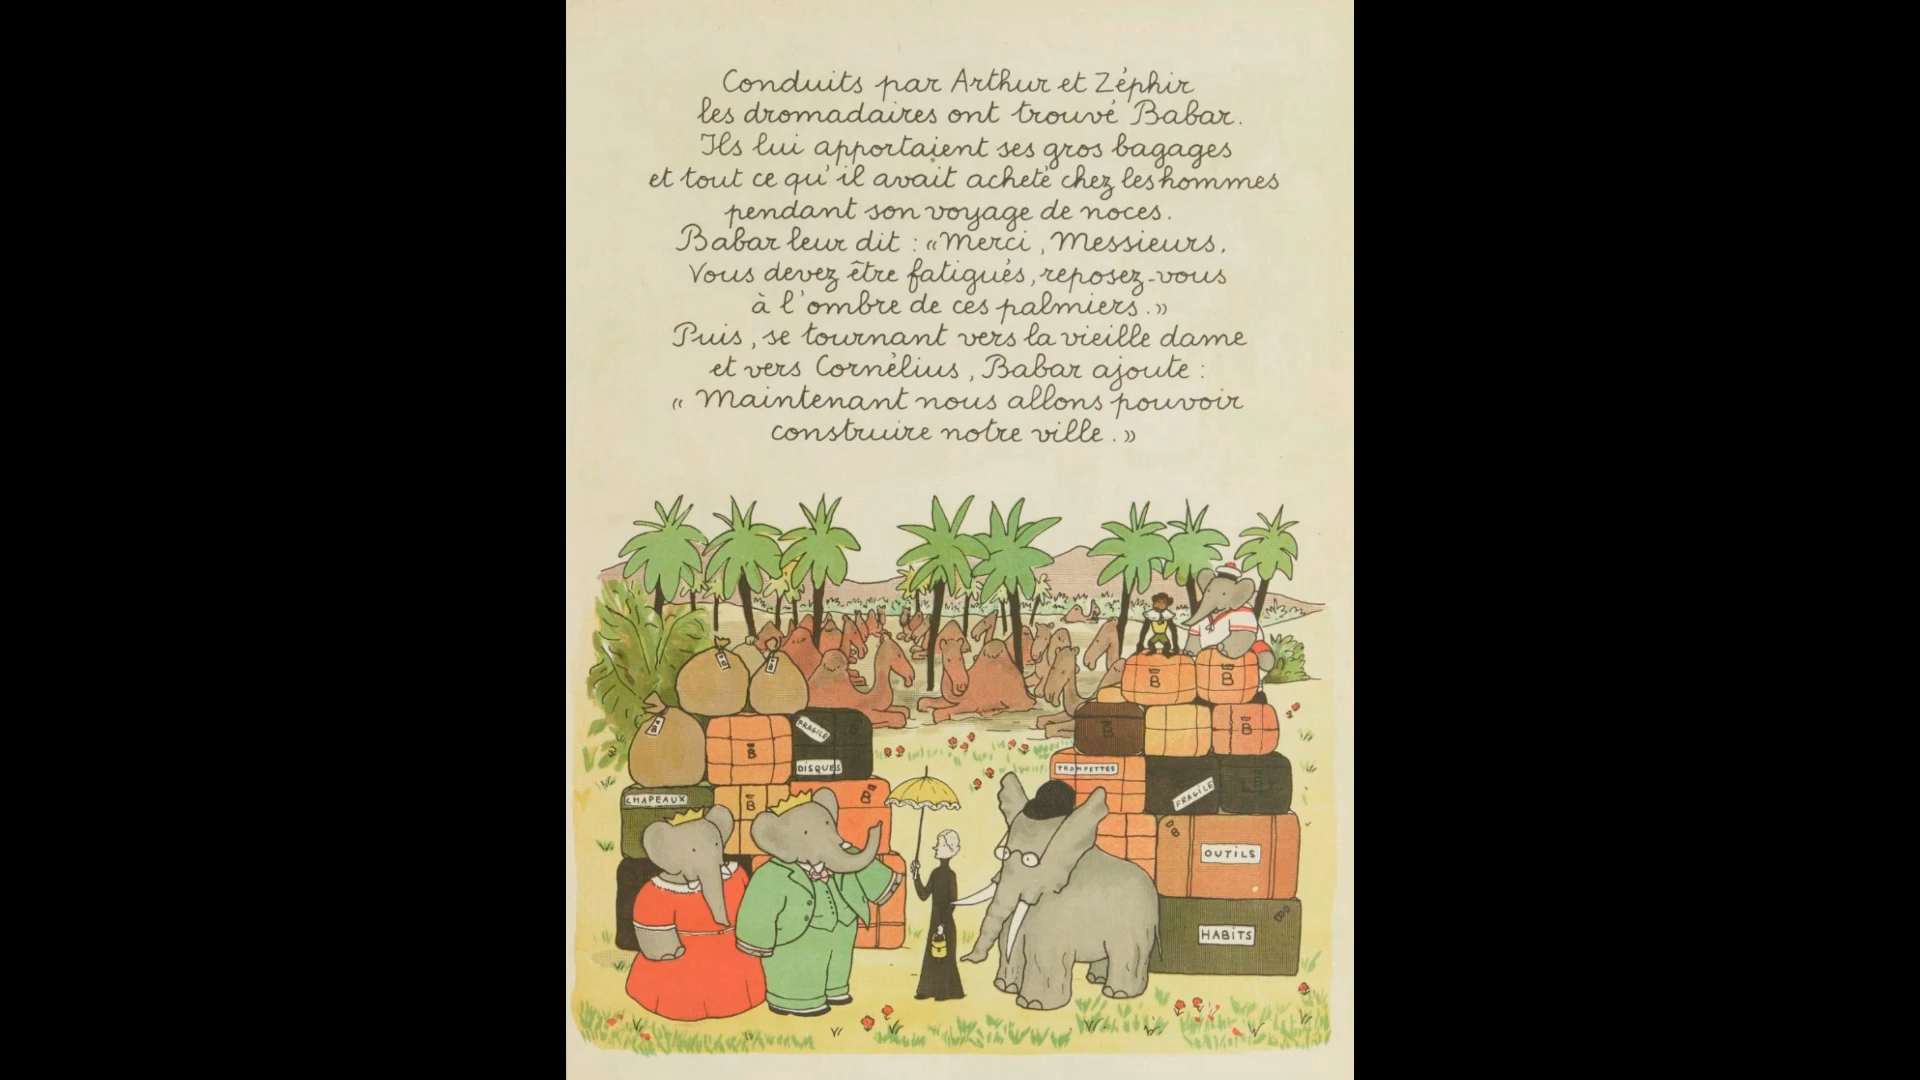 Conduits par Arthur et Zéphir
les dromadaires ont trouvé Babar.
Ils lui apportaient ses gros bagages
et tout ce qu'il avait acheté chez les hommes
pendant son voyage de noces.
Babar leur dit : «Merci, Messieurs.
Vous devez être fatigués, reposez-vous
à l'ombre de ces palmiers.»
Puis, se tournant vers la vieille dame
et vers Cornélius, Babar ajoute :
« Maintenant nous allons pouvoir
construire notre ville.»
B
B
B
B
B
B
B
FRAGILE
DISQUES
TROMPETTES
CHAPEAUX
B
B
FRAGILE
B
B
OUTILS
HABITS
B